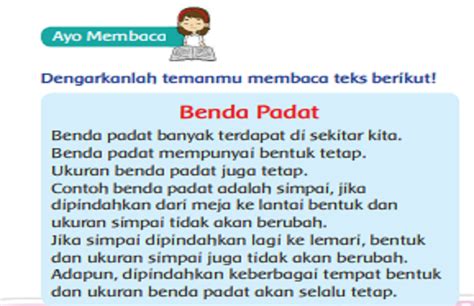 Ayo Membaca
Dengarkanlah temanmu membaca teks berikut!
Benda Padat
Benda padat banyak terdapat di sekitar kita.
Benda padat mempunyai bentuk tetap.
Ukuran benda padat juga tetap.
Contoh benda padat adalah simpai, jika
dipindahkan dari meja ke lantai bentuk dan
ukuran simpai tidak akan berubah.
Jika simpai dipindahkan lagi ke lemari, bentuk
dan ukuran simpai juga tidak akan berubah.
Adapun, dipindahkan keberbagai tempat bentuk
dan ukuran benda padat akan selalu tetap.